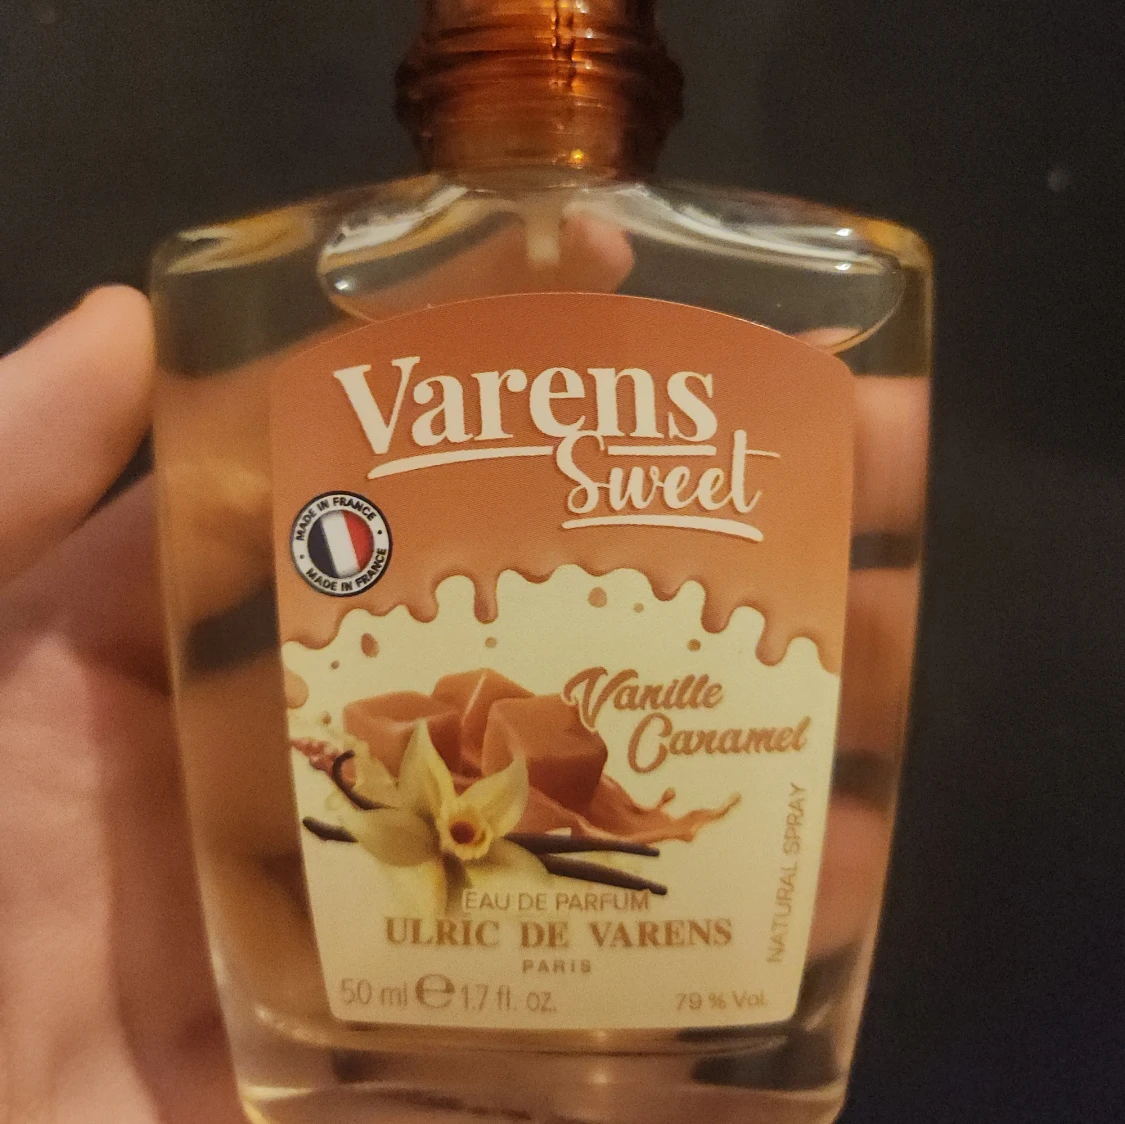 Varens
Sweet
MADE IN FRANCE • MADE IN FRANCE •
Vanille
Caramel
NATURAL SPRAY
EAU DE PARFUM
ULRIC DE VARENS
PARIS
50 ml ℮ 1.7 fl. oz.
79 % Vol.